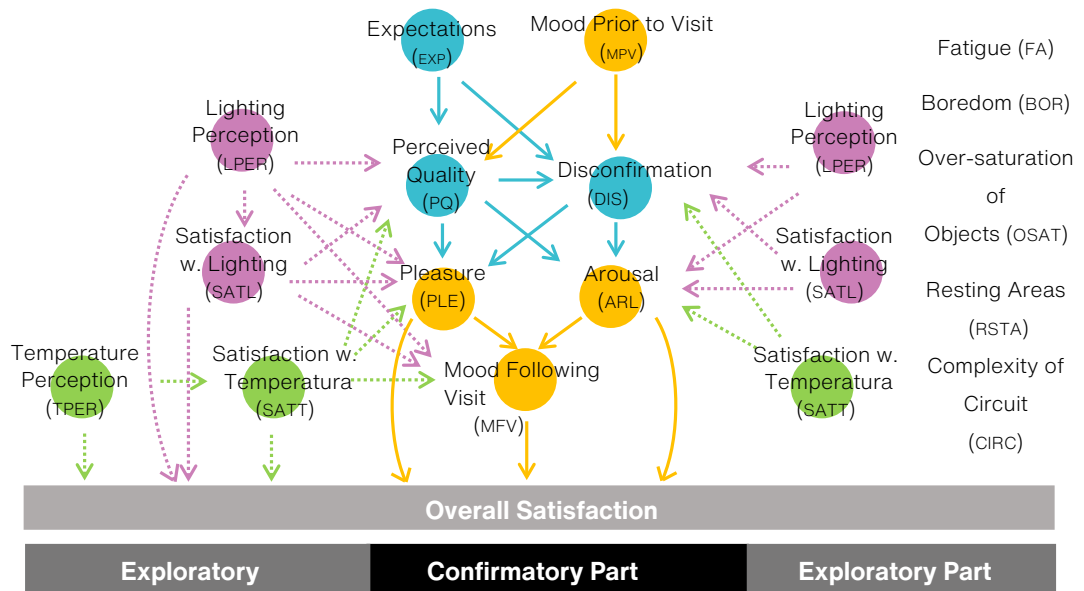 Expectations
(EXP)
Mood Prior to Visit
(MPV)
Lighting
Perception
(LPER)
Perceived
Quality
(PQ)
Disconfirmation
(DIS)
Satisfaction
w. Lighting
(SATL)
Pleasure
(PLE)
Arousal
(ARL)
Temperature
Perception
(TPER)
Satisfaction w.
Temperatura
(SATT)
Mood Following
Visit
(MFV)
Lighting
Perception
(LPER)
Satisfaction
w. Lighting
(SATL)
Satisfaction w.
Temperatura
(SATT)
Fatigue (FA)
Boredom (BOR)
Over-saturation
of
Objects (OSAT)
Resting Areas
(RSTA)
Complexity of
Circuit
(CIRC)
Overall Satisfaction
Exploratory
Confirmatory Part
Exploratory Part